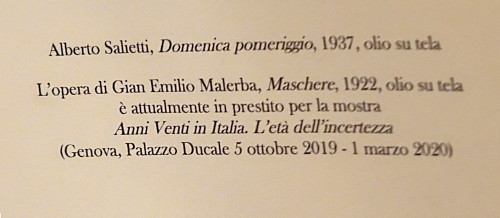 Alberto Salietti, Domenica pomeriggio, 1937, olio su tela
L'opera di Gian Emilio Malerba, Maschere, 1922, olio su tela
è attualmente in prestito per la mostra
Anni Venti in Italia. L'età dell'incertezza
(Genova, Palazzo Ducale 5 ottobre 2019 - 1 marzo 2020)